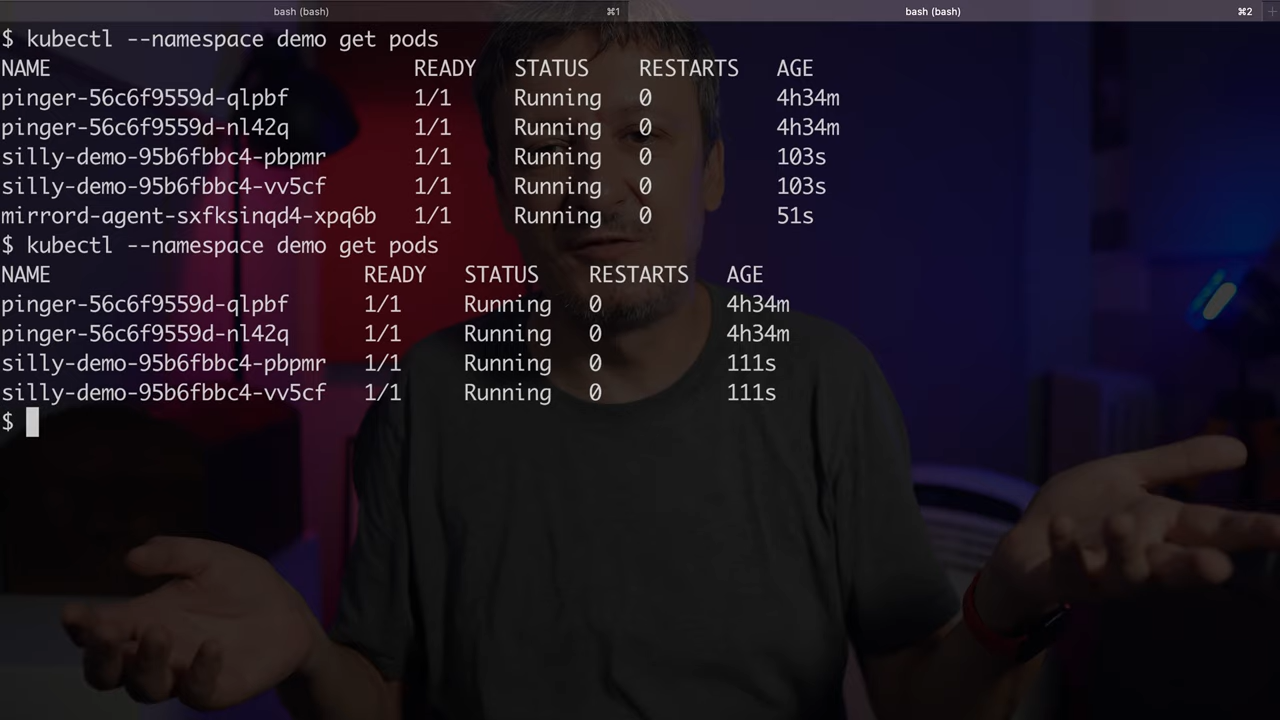 bash (bash) ⌘1 bash (bash) ⌘2 +
$ kubectl --namespace demo get pods
NAME READY STATUS RESTARTS AGE
pinger-56c6f9559d-qlpbf 1/1 Running 0 4h34m
pinger-56c6f9559d-nl42q 1/1 Running 0 4h34m
silly-demo-95b6fbbc4-pbpmr 1/1 Running 0 103s
silly-demo-95b6fbbc4-vv5cf 1/1 Running 0 103s
mirrord-agent-sxfksinqd4-xpq6b 1/1 Running 0 51s
$ kubectl --namespace demo get pods
NAME READY STATUS RESTARTS AGE
pinger-56c6f9559d-qlpbf 1/1 Running 0 4h34m
pinger-56c6f9559d-nl42q 1/1 Running 0 4h34m
silly-demo-95b6fbbc4-pbpmr 1/1 Running 0 111s
silly-demo-95b6fbbc4-vv5cf 1/1 Running 0 111s
$